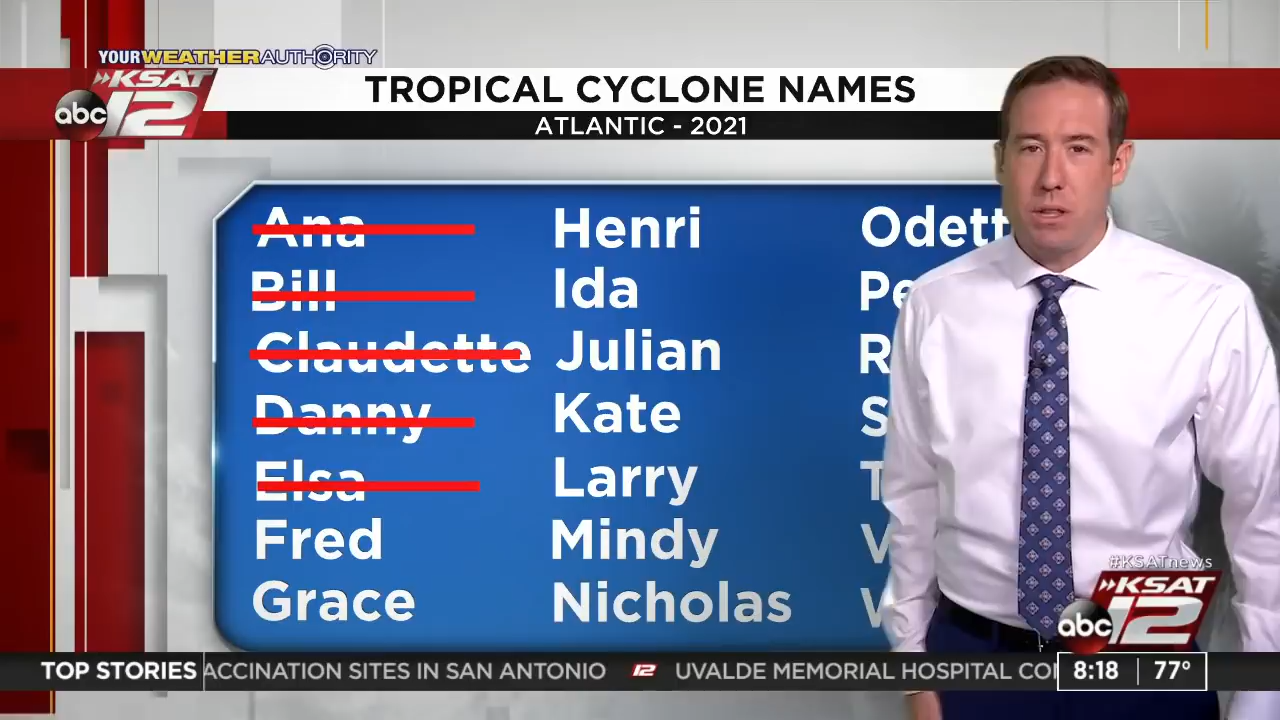 YOUR WEATHER AUTHORITY
KSAT
abc 12
TROPICAL CYCLONE NAMES
ATLANTIC - 2021
Ana
Bill
Claudette
Danny
Elsa
Fred
Grace
Henri
Ida
Julian
Kate
Larry
Mindy
Nicholas
Odett
Pe
R
S
T
V
W
#KSATnews
KSAT
abc 12
TOP STORIES ACCINATION SITES IN SAN ANTONIO 12 UVALDE MEMORIAL HOSPITAL CO 8:18 77°